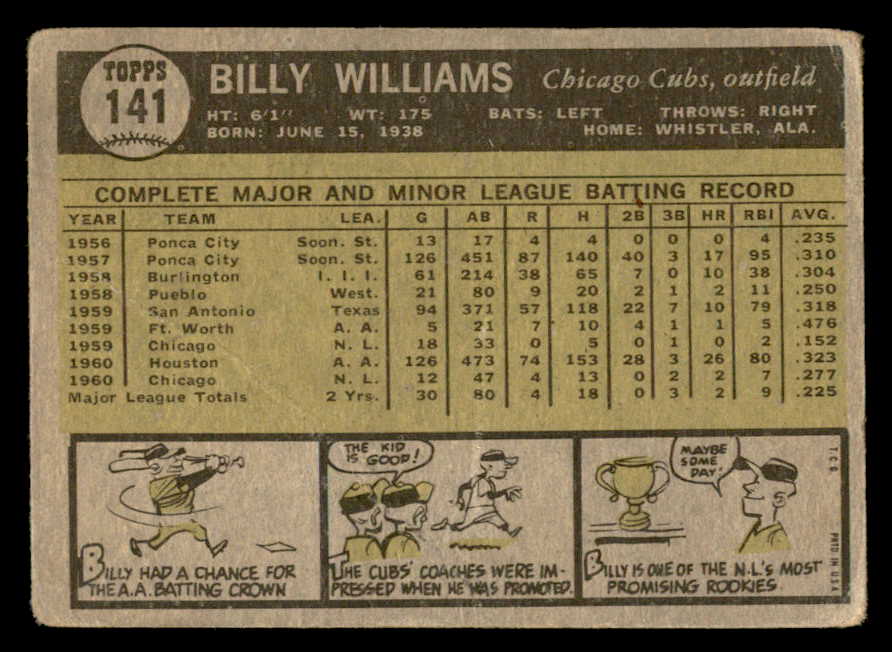 TOPPS
141
BILLY WILLIAMS Chicago Cubs, outfield
HT: 6'1" WT: 175 BATS: LEFT THROWS: RIGHT
BORN: JUNE 15, 1938 HOME: WHISTLER, ALA.
COMPLETE MAJOR AND MINOR LEAGUE BATTING RECORD
YEAR TEAM LEA. G AB R H 2B 3B HR RBI AVG.
1956 Ponca City Soon. St. 13 17 4 4 0 0 0 4 .235
1957 Ponca City Soon. St. 126 451 87 140 40 3 17 95 .310
1958 Burlington I. I. I. 61 214 38 65 7 0 10 38 .304
1958 Pueblo West. 21 80 9 20 2 1 2 11 .250
1959 San Antonio Texas 94 371 57 118 22 7 10 79 .318
1959 Ft. Worth A. A. 5 21 7 10 4 1 1 5 .476
1959 Chicago N. L. 18 33 0 5 0 1 0 2 .152
1960 Houston A. A. 126 473 74 153 28 3 26 80 .323
1960 Chicago N. L. 12 47 4 13 0 2 2 7 .277
Major League Totals 2 Yrs. 30 80 4 18 0 3 2 9 .225
BILLY HAD A CHANCE FOR
THE A.A. BATTING CROWN
THE KID
IS GOOD!
THE CUBS' COACHES WERE IM-
PRESSED WHEN HE WAS PROMOTED.
MAYBE
SOME
DAY!
BILLY IS ONE OF THE N.L.'s MOST
PROMISING ROOKIES.
T.C.G. PRTD IN U.S.A.